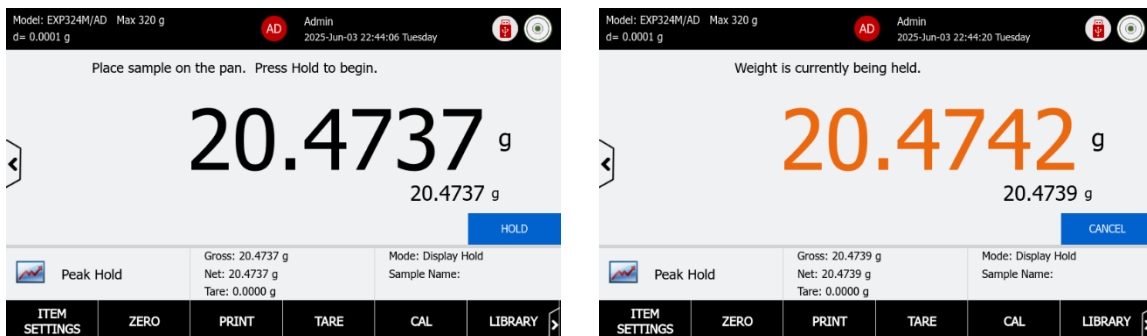 Model: EXP324M/AD Max 320 g
d= 0.0001 g
AD
Admin
2025-Jun-03 22:44:06 Tuesday
Place sample on the pan. Press Hold to begin.
20.4737 g
20.4737 g
HOLD
Peak Hold
Gross: 20.4737 g
Net: 20.4737 g
Tare: 0.0000 g
Mode: Display Hold
Sample Name:
ITEM
SETTINGS
ZERO
PRINT
TARE
CAL
LIBRARY
Model: EXP324M/AD Max 320 g
d= 0.0001 g
AD
Admin
2025-Jun-03 22:44:20 Tuesday
Weight is currently being held.
20.4742 g
20.4739 g
CANCEL
Peak Hold
Gross: 20.4739 g
Net: 20.4739 g
Tare: 0.0000 g
Mode: Display Hold
Sample Name:
ITEM
SETTINGS
ZERO
PRINT
TARE
CAL
LIBRARY